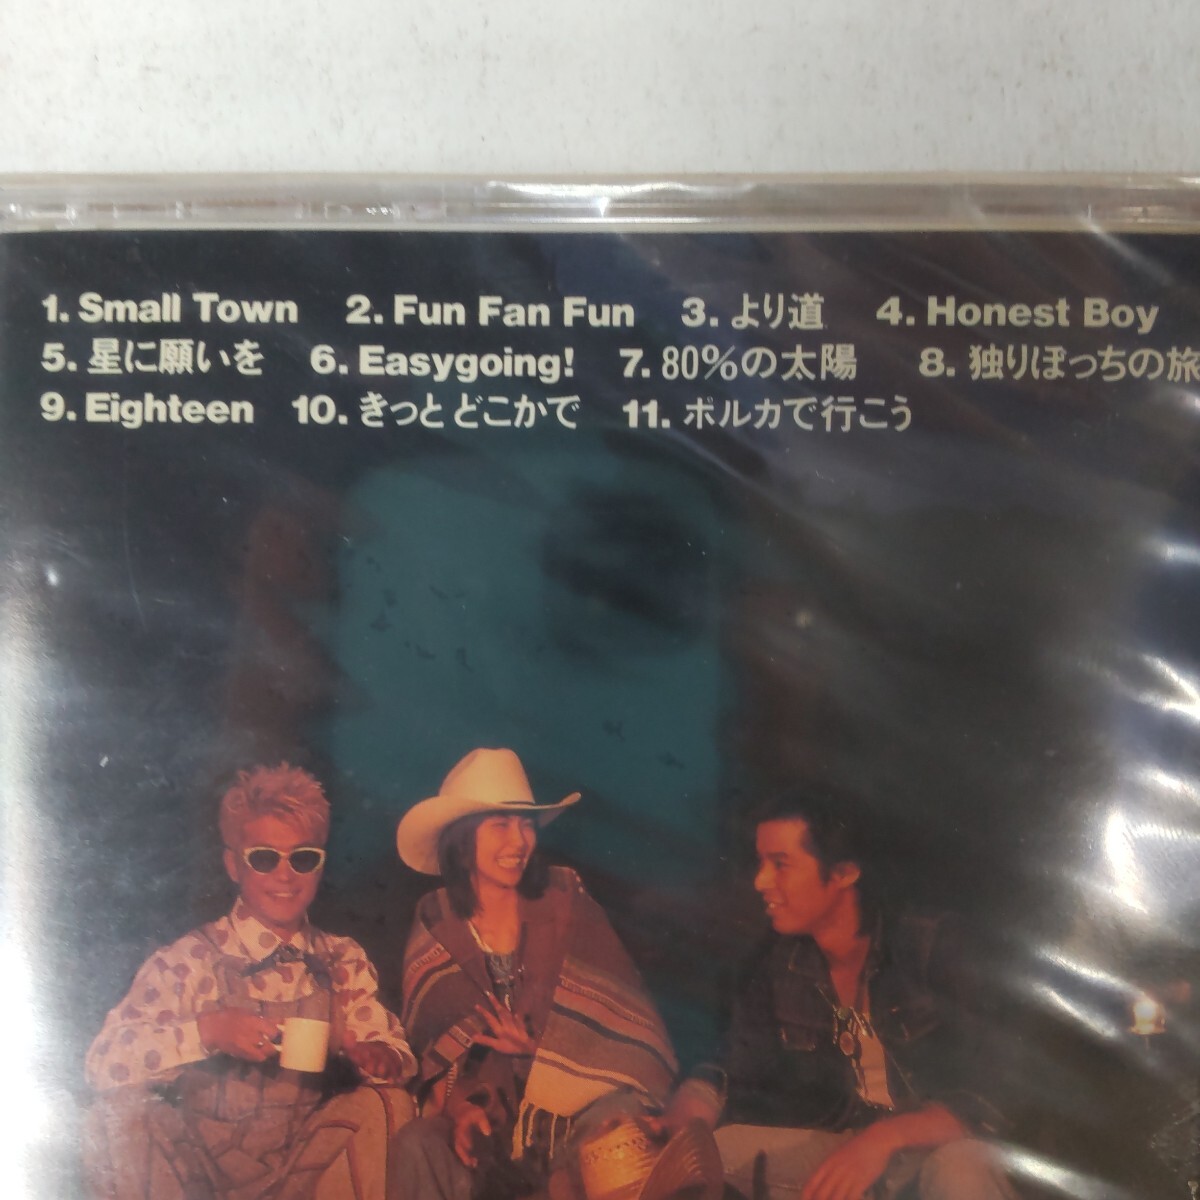 1. Small Town 2. Fun Fan Fun 3. より道 4. Honest Boy
5. 星に願いを 6. Easygoing! 7. 80%の太陽 8. 独りぼっちの旅
9. Eighteen 10. きっと どこかで 11. ボルカで行こう